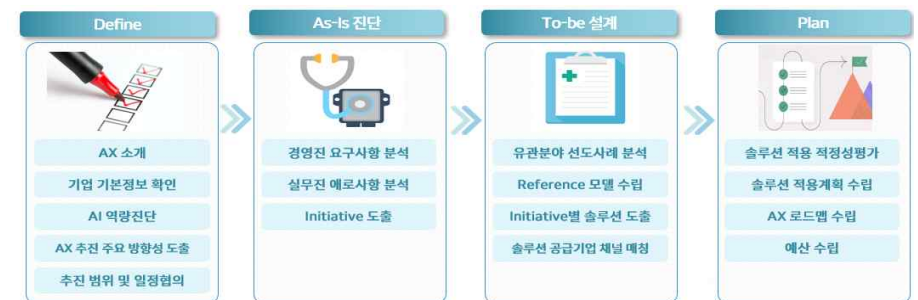 Define
AX 소개
기업 기본정보 확인
AI 역량진단
AX 추진 주요 방향성 도출
추진 범위 및 일정협의
As-Is 진단
경영진 요구사항 분석
실무진 애로사항 분석
Initiative 도출
To-be 설계
유관분야 선도사례 분석
Reference 모델 수립
Initiative별 솔루션 도출
솔루션 공급기업 채널 매칭
Plan
솔루션 적용 적정성평가
솔루션 적용계획 수립
AX 로드맵 수립
예산 수립